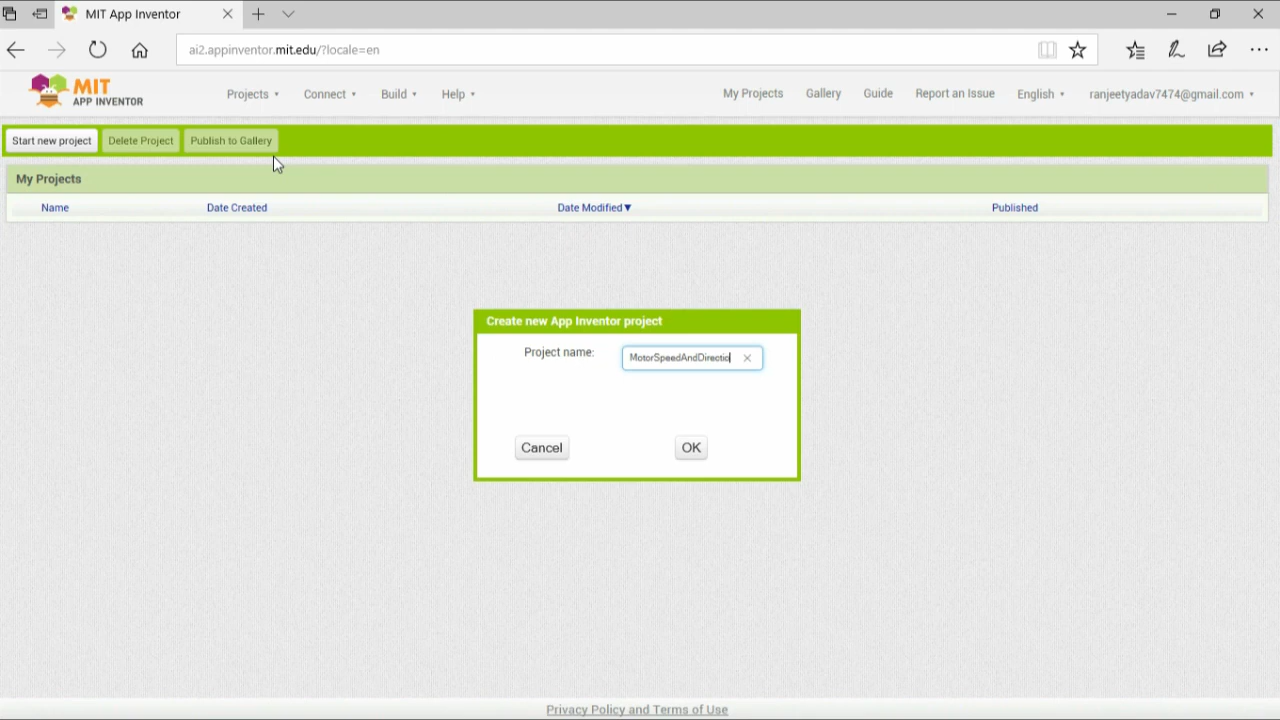 MIT App Inventor
ai2.appinventor.mit.edu/?locale=en
MIT
APP INVENTOR
Projects Connect Build Help My Projects Gallery Guide Report an Issue English ranjeetyadav7474@gmail.com
Start new project Delete Project Publish to Gallery
My Projects
Name Date Created Date Modified▼ Published
Create new App Inventor project
Project name: MotorSpeedAndDirectio
Cancel OK
Privacy Policy and Terms of Use